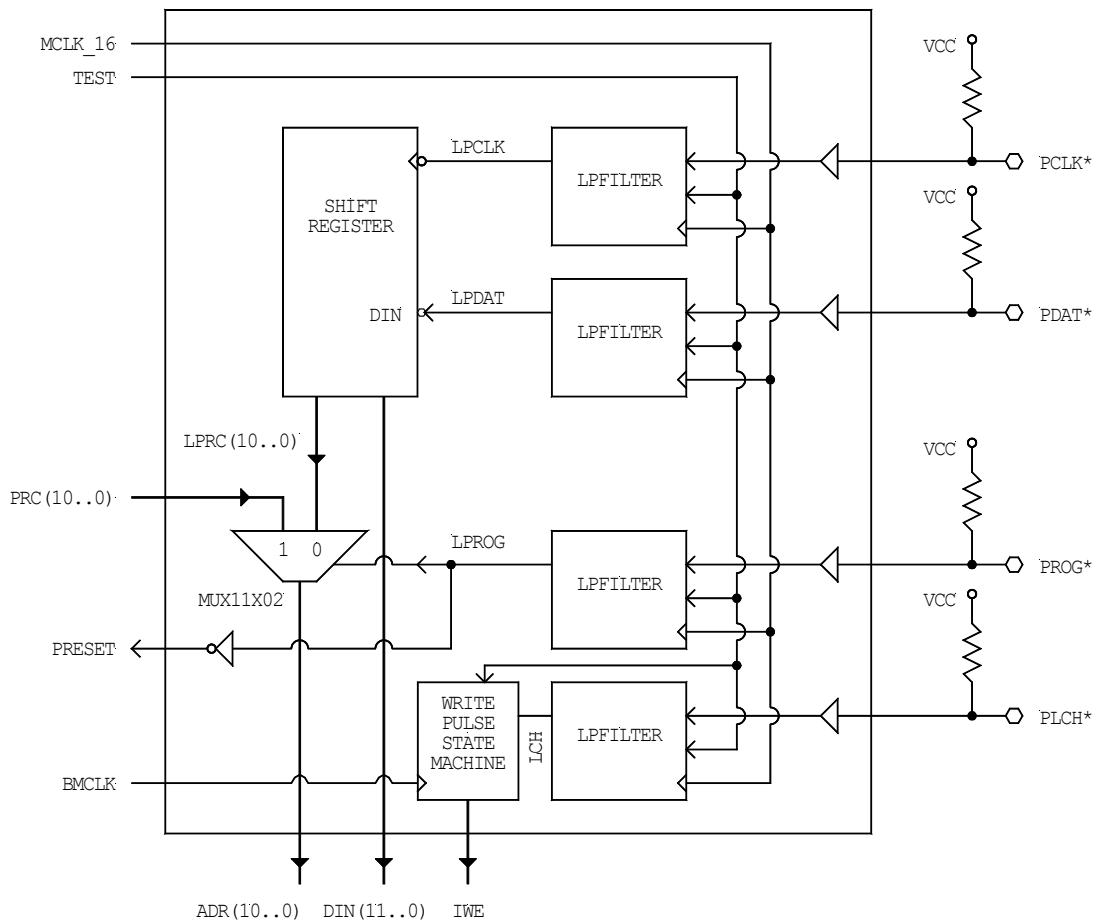 MCLK_16
TEST
VCC
LPCLK
LPFILTER
PCLK*
SHIFT
REGISTER
VCC
LPDAT
LPFILTER
DIN
PDAT*
LPRC(10..0)
VCC
PRC(10..0)
1 0
LPROG
LPFILTER
PROG*
MUX11X02
VCC
PRESET
WRITE
PULSE
STATE
MACHINE
LCH
LPFILTER
PLCH*
BMCLK
ADR(10..0)
DIN(11..0)
IWE